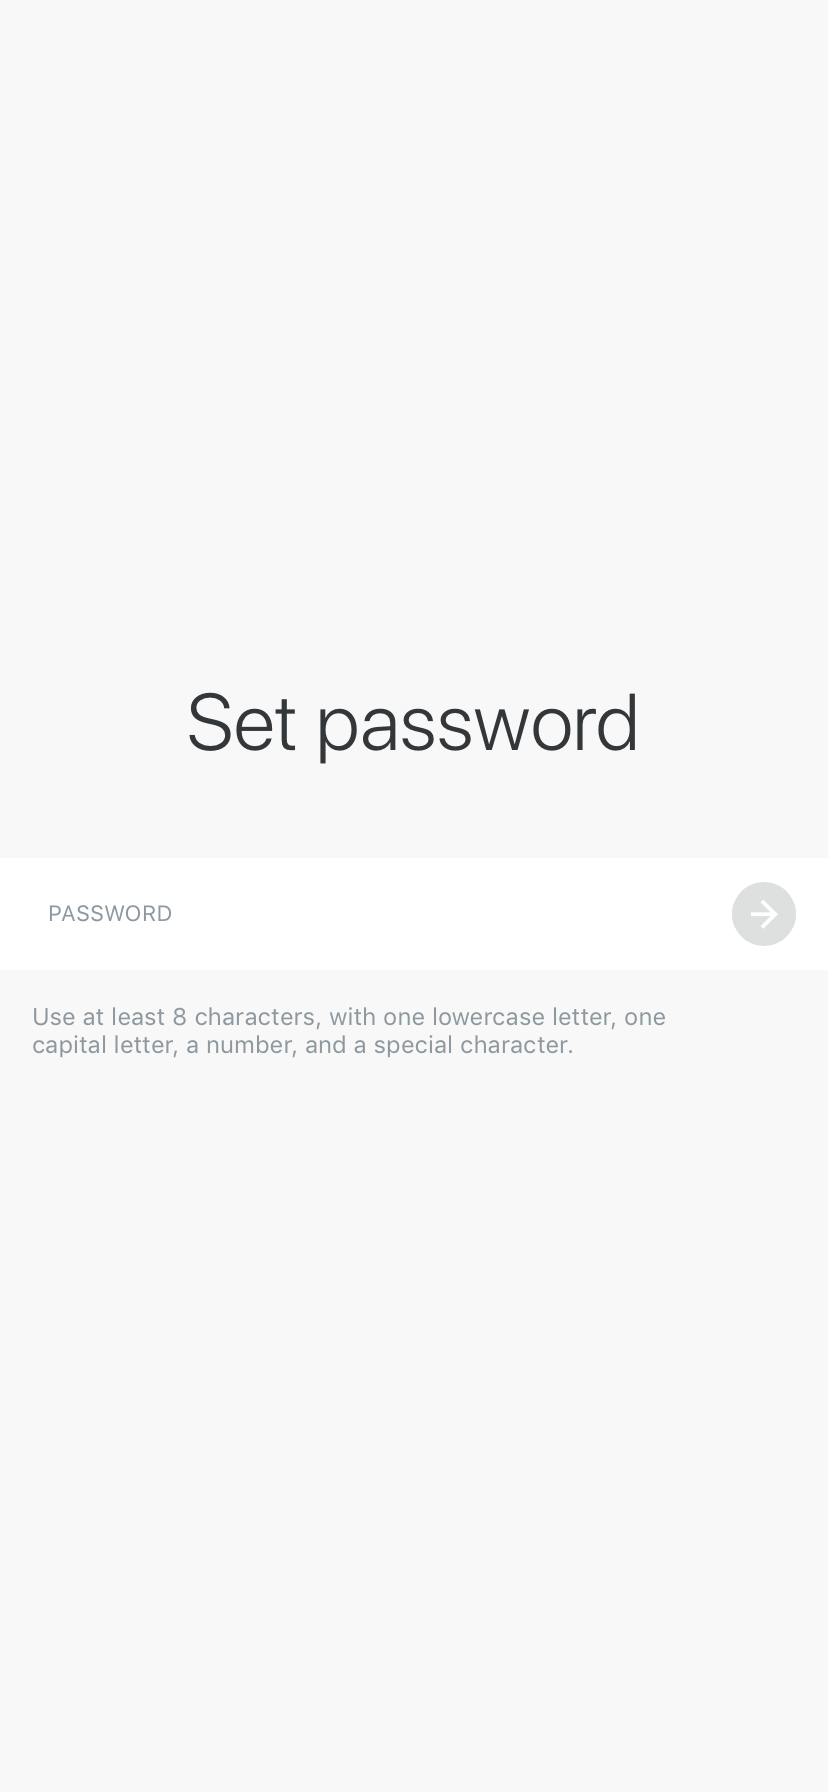 Set password
PASSWORD
Use at least 8 characters, with one lowercase letter, one
capital letter, a number, and a special character.